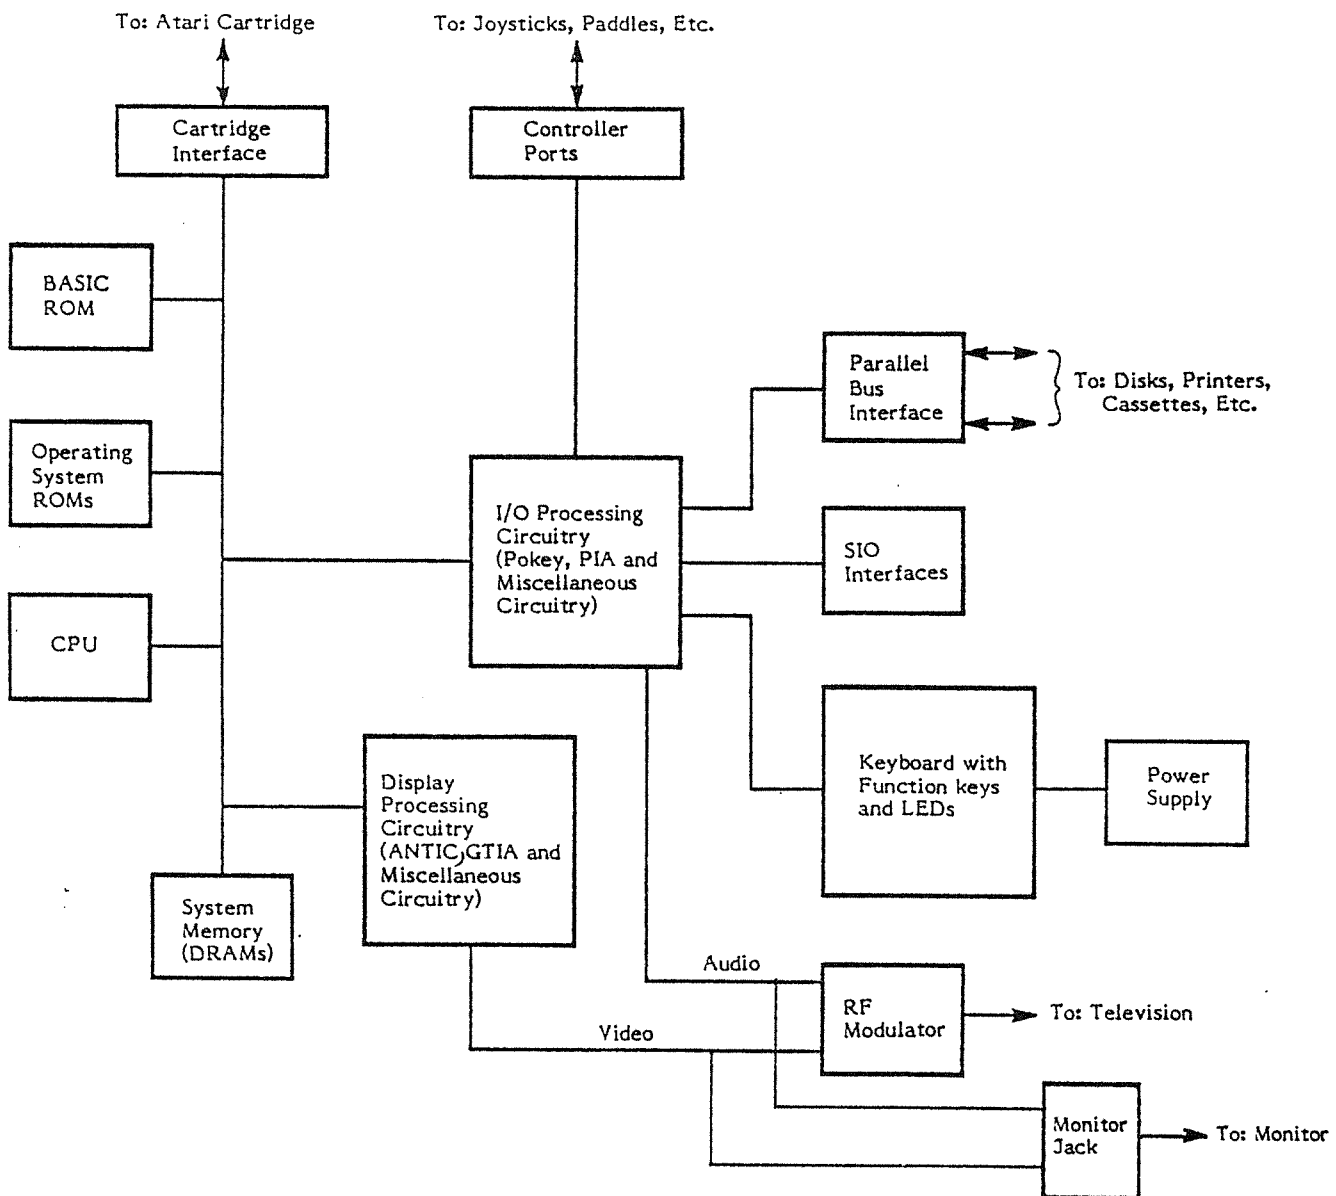 To: Atari Cartridge
To: Joysticks, Paddles, Etc.
Cartridge
Interface
Controller
Ports
BASIC
ROM
Parallel
Bus
Interface
To: Disks, Printers,
Cassettes, Etc.
Operating
System
ROMs
I/O Processing
Circuitry
(Pokey, PIA and
Miscellaneous
Circuitry)
SIO
Interfaces
CPU
Display
Processing
Circuitry
(ANTIC,GTIA and
Miscellaneous
Circuitry)
Keyboard with
Function keys
and LEDs
Power
Supply
System
Memory
(DRAMs)
Audio
RF
Modulator
To: Television
Video
Monitor
Jack
To: Monitor